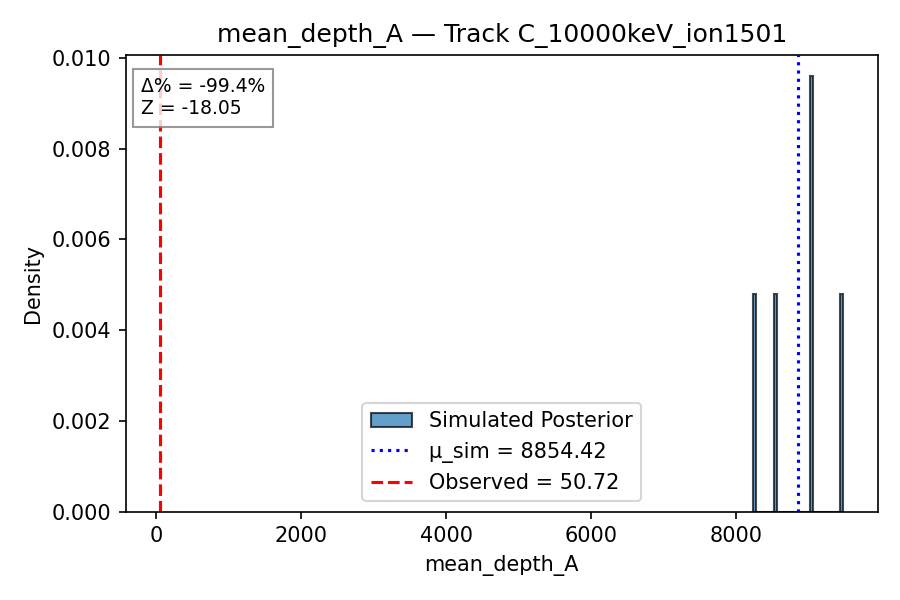 mean_depth_A — Track C_10000keV_ion1501
Δ% = -99.4%
Z = -18.05
0.010
0.008
0.006
0.004
0.002
0.000
Density
Simulated Posterior
μ_sim = 8854.42
Observed = 50.72
0
2000
4000
6000
8000
mean_depth_A